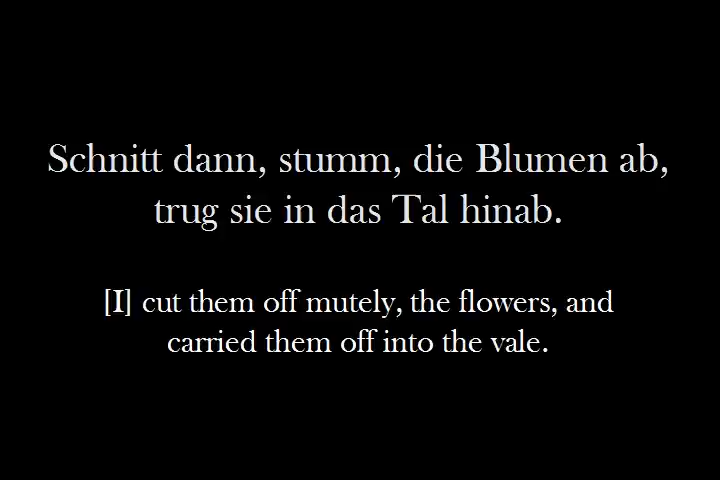 Schnitt dann, stumm, die Blumen ab,
trug sie in das Tal hinab.
[I] cut them off mutely, the flowers, and
carried them off into the vale.